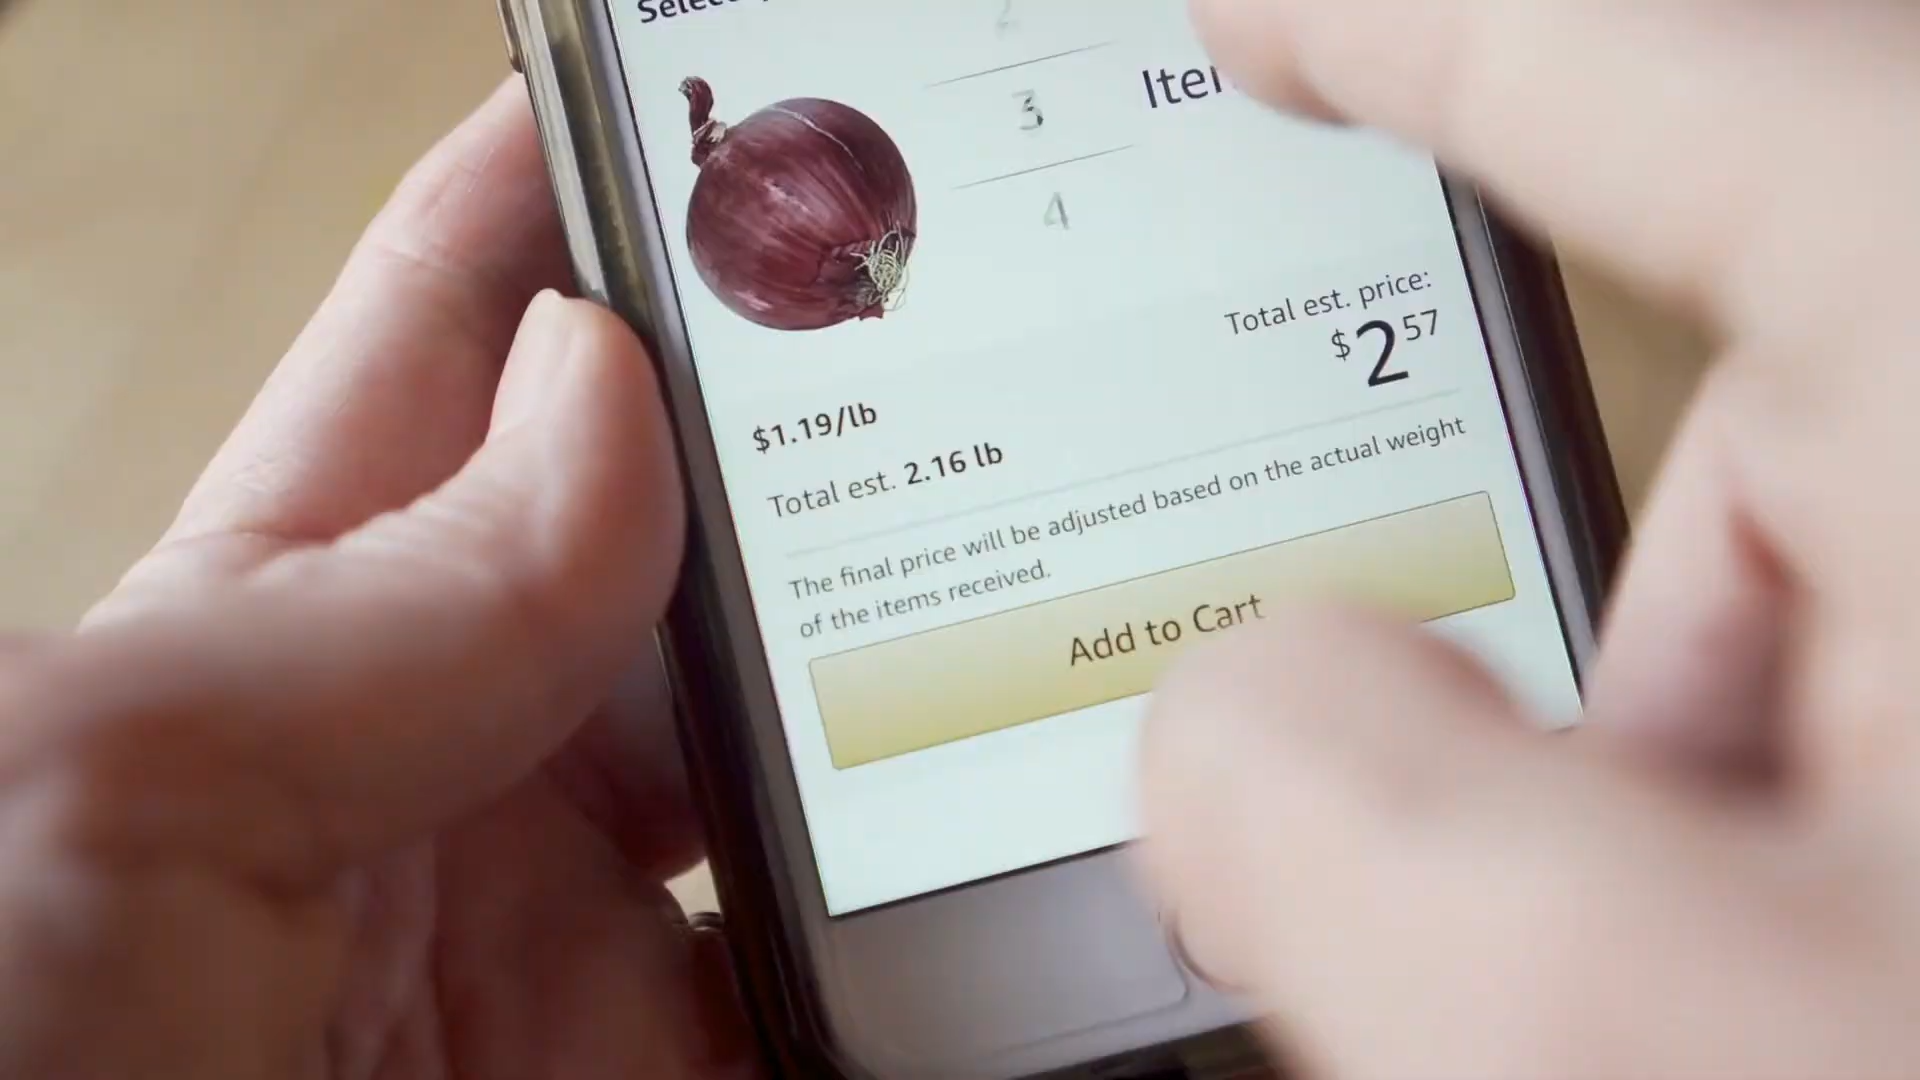 2
3
4
$1.19/lb
Total est. 2.16 lb
Total est. price:
$2 57
The final price will be adjusted based on the actual weight
of the items received.
Add to Cart